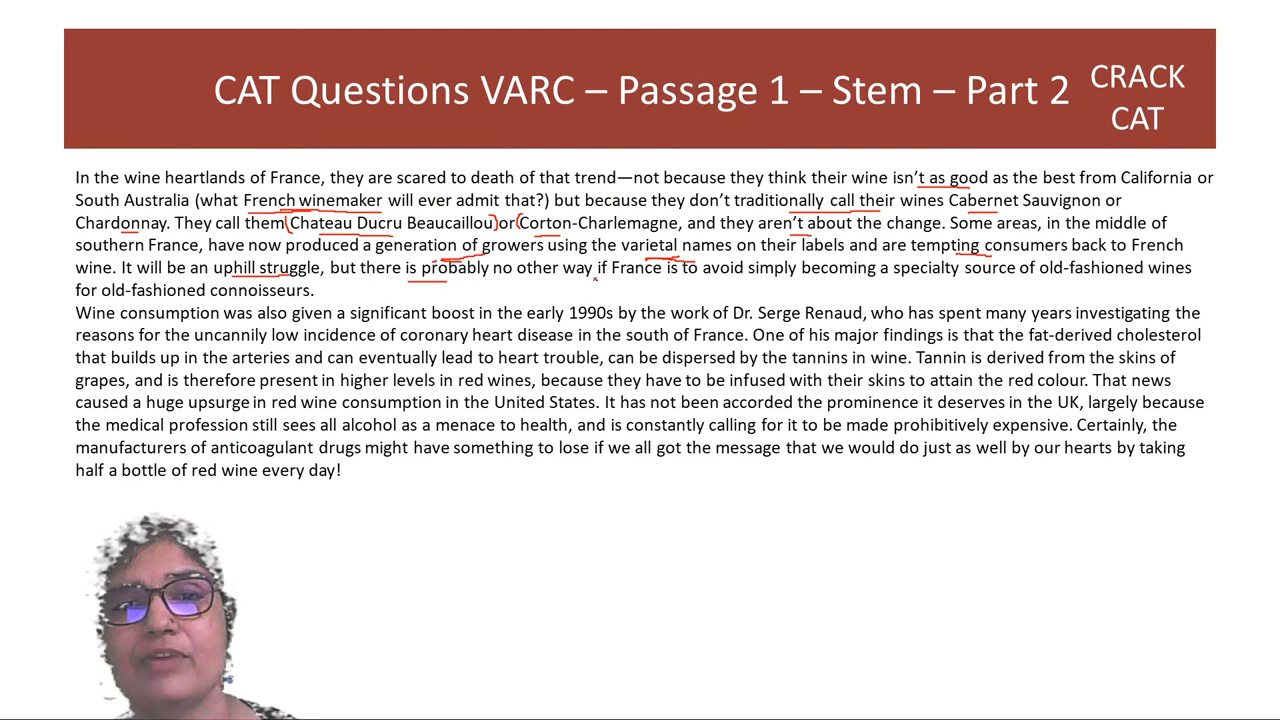 CAT Questions VARC – Passage 1 – Stem – Part 2
CRACK
CAT
In the wine heartlands of France, they are scared to death of that trend—not because they think their wine isn't as good as the best from California or
South Australia (what French winemaker will ever admit that?) but because they don't traditionally call their wines Cabernet Sauvignon or
Chardonnay. They call them Chateau Ducru Beaucaillou or Corton-Charlemagne, and they aren't about the change. Some areas, in the middle of
southern France, have now produced a generation of growers using the varietal names on their labels and are tempting consumers back to French
wine. It will be an uphill struggle, but there is probably no other way if France is to avoid simply becoming a specialty source of old-fashioned wines
for old-fashioned connoisseurs.
Wine consumption was also given a significant boost in the early 1990s by the work of Dr. Serge Renaud, who has spent many years investigating the
reasons for the uncannily low incidence of coronary heart disease in the south of France. One of his major findings is that the fat-derived cholesterol
that builds up in the arteries and can eventually lead to heart trouble, can be dispersed by the tannins in wine. Tannin is derived from the skins of
grapes, and is therefore present in higher levels in red wines, because they have to be infused with their skins to attain the red colour. That news
caused a huge upsurge in red wine consumption in the United States. It has not been accorded the prominence it deserves in the UK, largely because
the medical profession still sees all alcohol as a menace to health, and is constantly calling for it to be made prohibitively expensive. Certainly, the
manufacturers of anticoagulant drugs might have something to lose if we all got the message that we would do just as well by our hearts by taking
half a bottle of red wine every day!